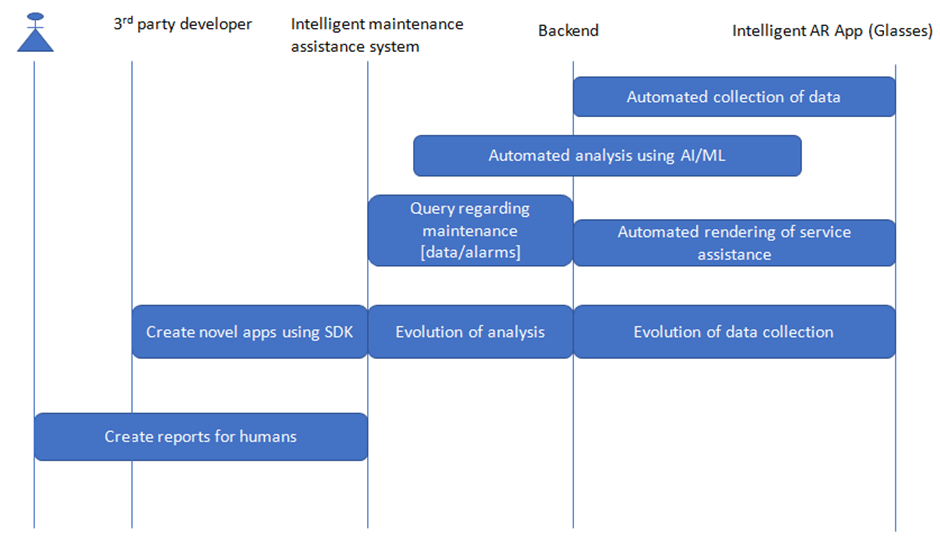 3rd party developer
Intelligent maintenance
assistance system
Backend
Intelligent AR App (Glasses)
Automated collection of data
Automated analysis using AI/ML
Query regarding
maintenance
[data/alarms]
Automated rendering of service
assistance
Create novel apps using SDK
Evolution of analysis
Evolution of data collection
Create reports for humans